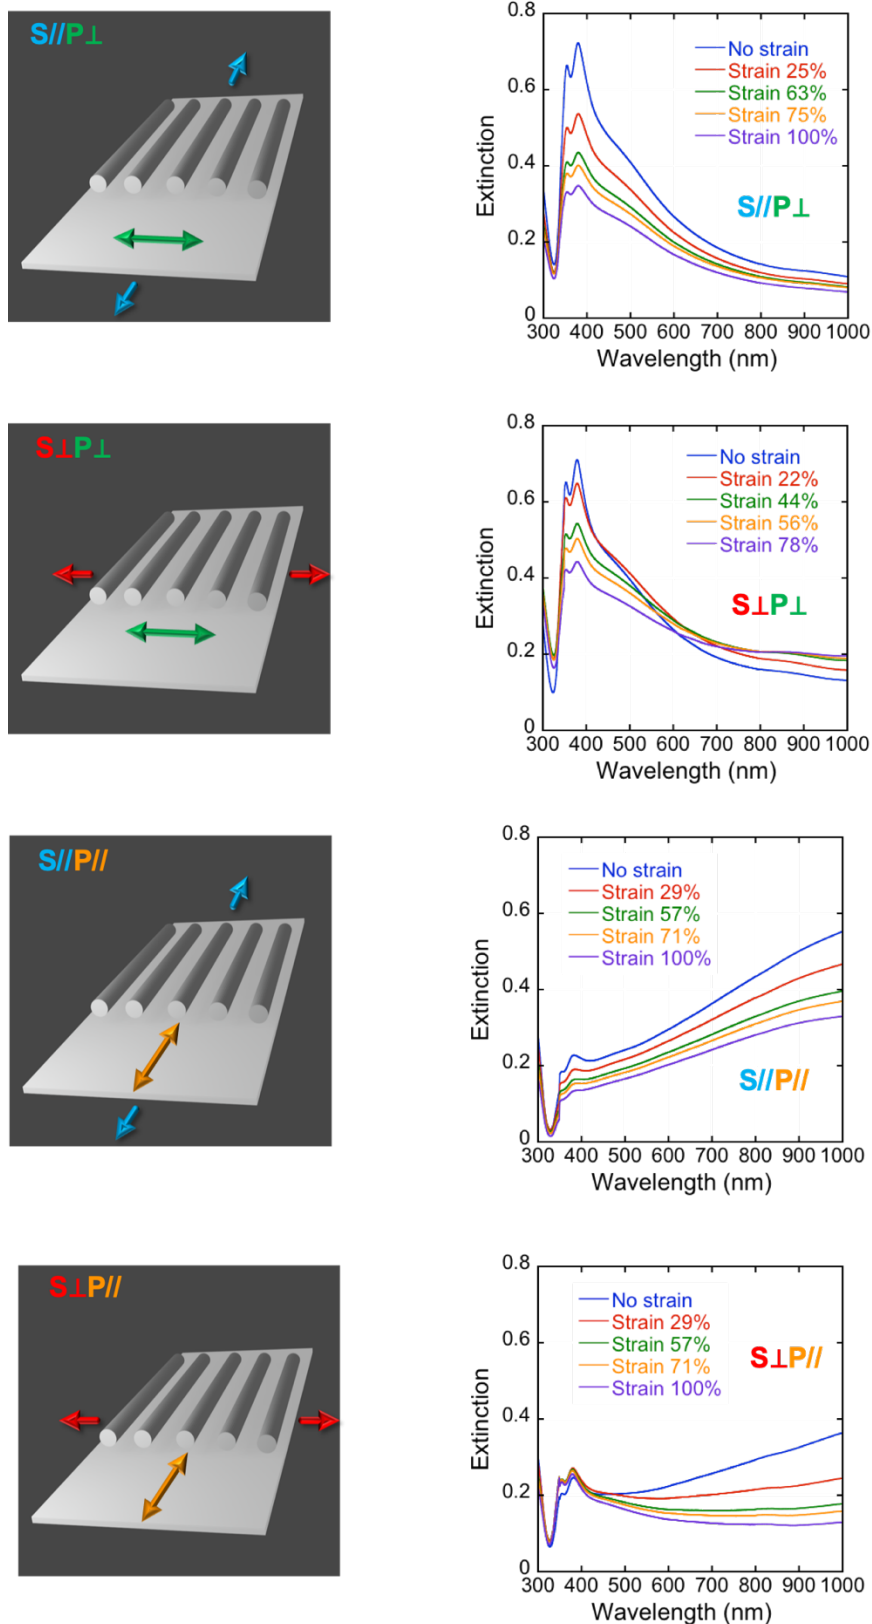 S//P⊥
0.8
0.6
0.4
0.2
0
Extinction
No strain
Strain 25%
Strain 63%
Strain 75%
Strain 100%
S//P⊥
300 400 500 600 700 800 900 1000
Wavelength (nm)
S⊥P⊥
0.8
0.6
0.4
0.2
0
Extinction
No strain
Strain 22%
Strain 44%
Strain 56%
Strain 78%
S⊥P⊥
300 400 500 600 700 800 900 1000
Wavelength (nm)
S//P//
0.8
0.6
0.4
0.2
0
Extinction
No strain
Strain 29%
Strain 57%
Strain 71%
Strain 100%
S//P//
300 400 500 600 700 800 900 1000
Wavelength (nm)
S⊥P//
0.8
0.6
0.4
0.2
0
Extinction
No strain
Strain 29%
Strain 57%
Strain 71%
Strain 100%
S⊥P//
300 400 500 600 700 800 900 1000
Wavelength (nm)